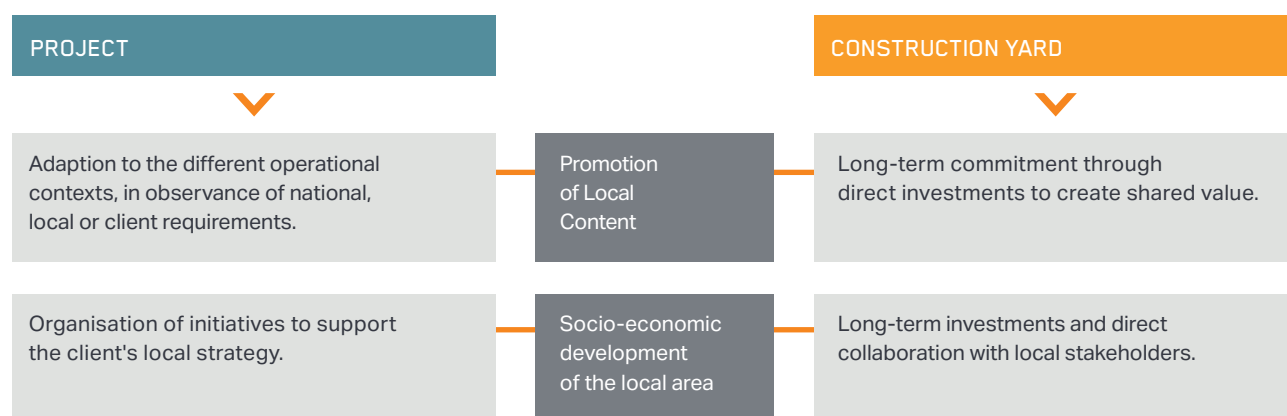 PROJECT
CONSTRUCTION YARD
Adaption to the different operational
contexts, in observance of national,
local or client requirements.
Promotion
of Local
Content
Long-term commitment through
direct investments to create shared value.
Organisation of initiatives to support
the client's local strategy.
Socio-economic
development
of the local area
Long-term investments and direct
collaboration with local stakeholders.